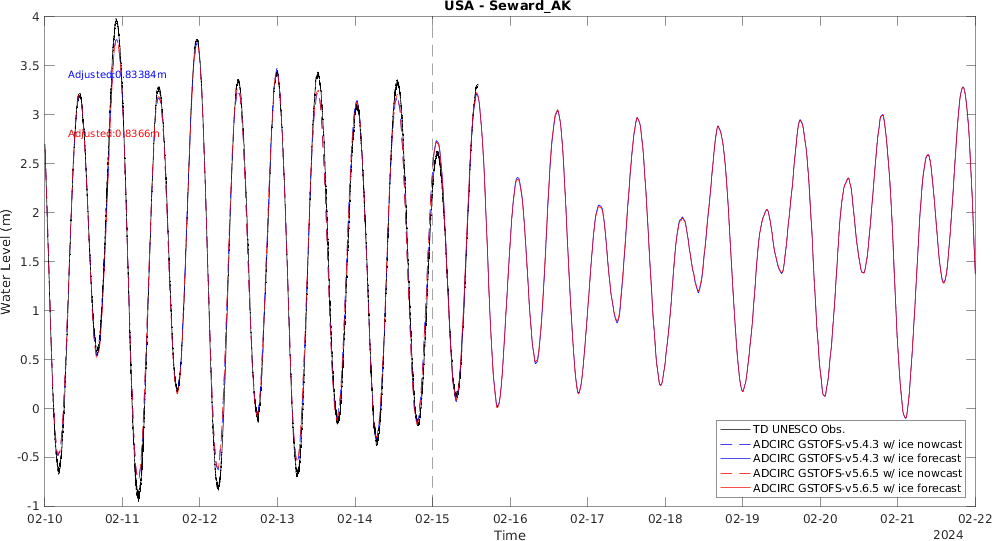 USA - Seward_AK
4
3.5
3
2.5
2
1.5
1
0.5
0
-0.5
-1
Water Level (m)
Adjusted:0.83384m
Adjusted:0.8366m
TD UNESCO Obs.
ADCIRC GSTOFS-v5.4.3 w/ ice nowcast
ADCIRC GSTOFS-v5.4.3 w/ ice forecast
ADCIRC GSTOFS-v5.6.5 w/ ice nowcast
ADCIRC GSTOFS-v5.6.5 w/ ice forecast
02-10 02-11 02-12 02-13 02-14 02-15 02-16 02-17 02-18 02-19 02-20 02-21 02-22
Time
2024